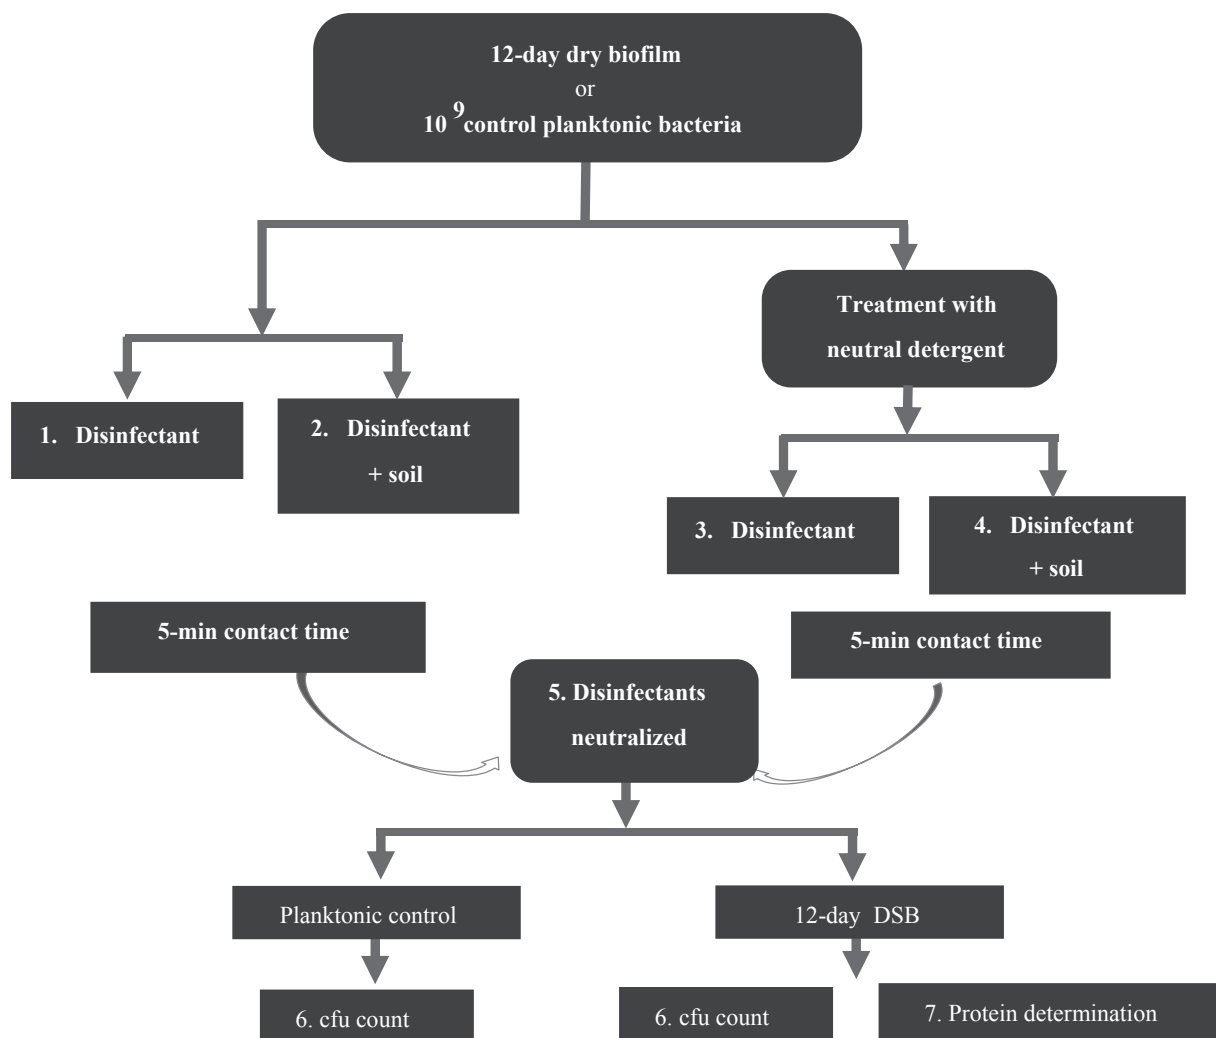 12-day dry biofilm
or
10 9 control planktonic bacteria
Treatment with
neutral detergent
1. Disinfectant
2. Disinfectant
+ soil
3. Disinfectant
4. Disinfectant
+ soil
5-min contact time
5-min contact time
5. Disinfectants
neutralized
Planktonic control
12-day DSB
6. cfu count
6. cfu count
7. Protein determination